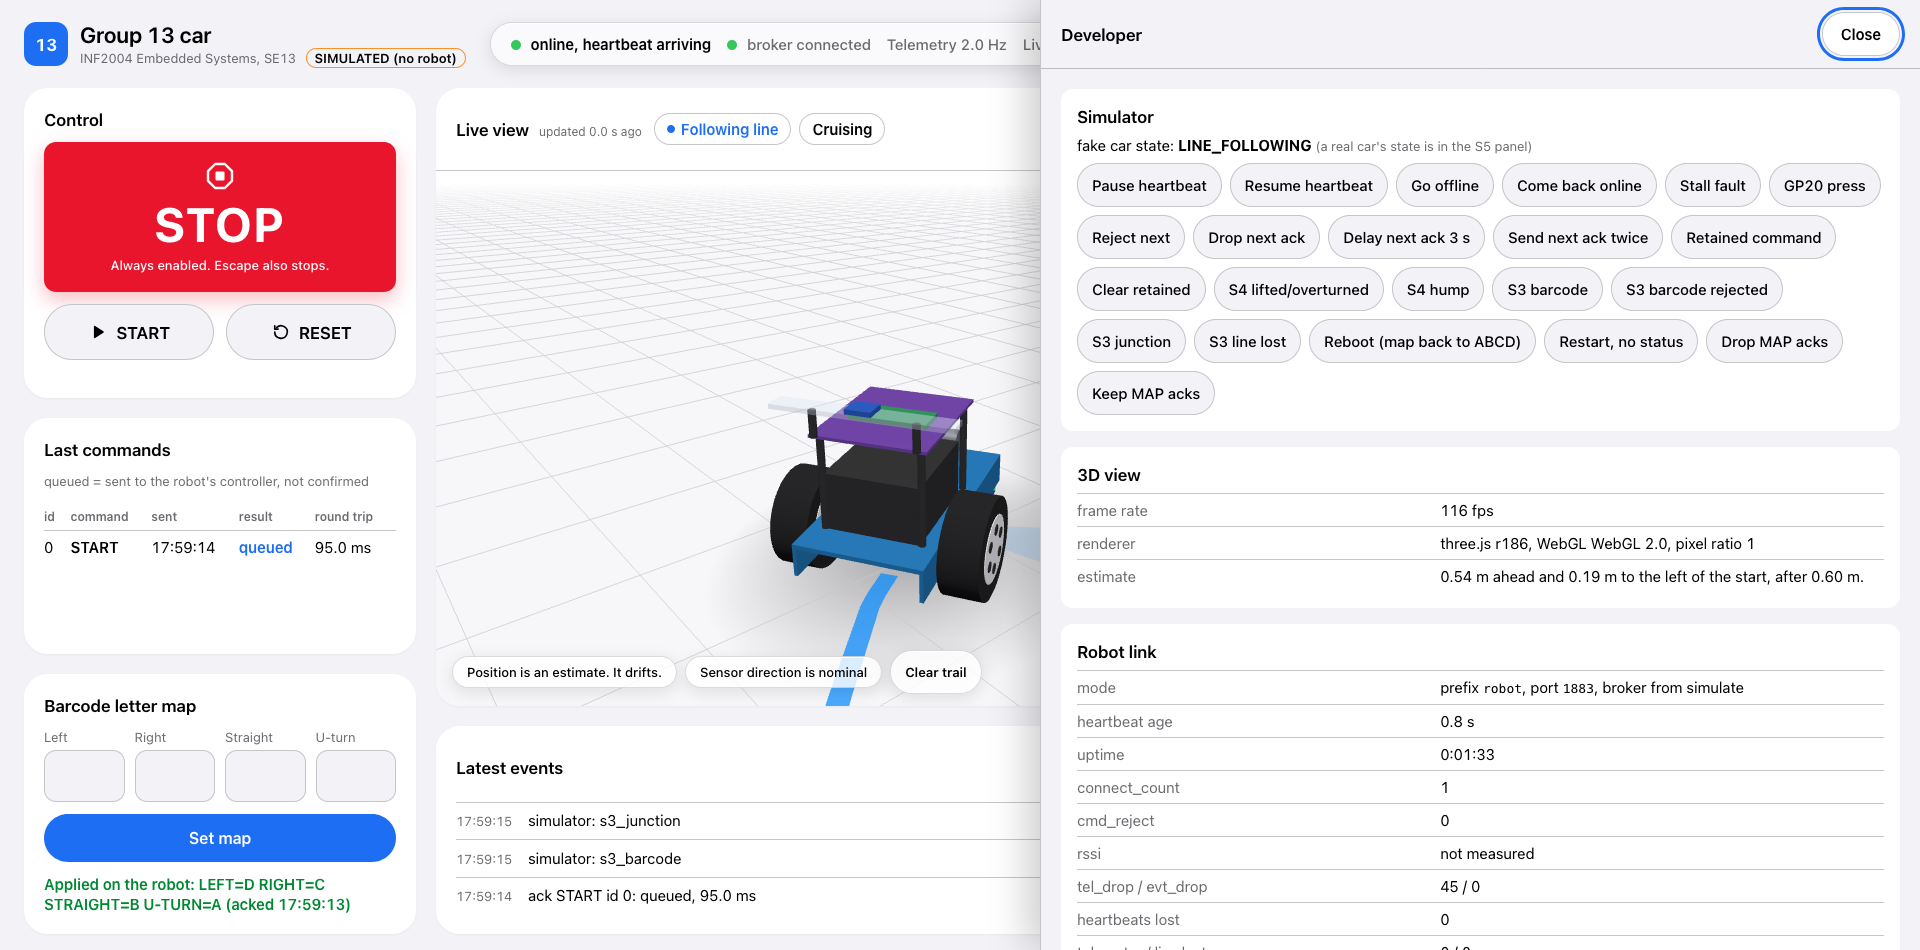 13
Group 13 car
INF2004 Embedded Systems, SE13
SIMULATED (no robot)
online, heartbeat arriving
broker connected
Telemetry 2.0 Hz
Control
STOP
Always enabled. Escape also stops.
START
RESET
Last commands
queued = sent to the robot's controller, not confirmed
id command sent result round trip
0 START 17:59:14 queued 95.0 ms
Barcode letter map
Left Right Straight U-turn
Set map
Applied on the robot: LEFT=D RIGHT=C
STRAIGHT=B U-TURN=A (acked 17:59:13)
Live view updated 0.0 s ago
Following line
Cruising
Position is an estimate. It drifts.
Sensor direction is nominal
Clear trail
Latest events
17:59:15 simulator: s3_junction
17:59:15 simulator: s3_barcode
17:59:14 ack START id 0: queued, 95.0 ms
Developer
Close
Simulator
fake car state: LINE_FOLLOWING (a real car's state is in the S5 panel)
Pause heartbeat Resume heartbeat Go offline Come back online Stall fault GP20 press
Reject next Drop next ack Delay next ack 3 s Send next ack twice Retained command
Clear retained S4 lifted/overturned S4 hump S3 barcode S3 barcode rejected
S3 junction S3 line lost Reboot (map back to ABCD) Restart, no status Drop MAP acks
Keep MAP acks
3D view
frame rate 116 fps
renderer three.js r186, WebGL WebGL 2.0, pixel ratio 1
estimate 0.54 m ahead and 0.19 m to the left of the start, after 0.60 m.
Robot link
mode prefix robot, port 1883, broker from simulate
heartbeat age 0.8 s
uptime 0:01:33
connect_count 1
cmd_reject 0
rssi not measured
tel_drop / evt_drop 45 / 0
heartbeats lost 0